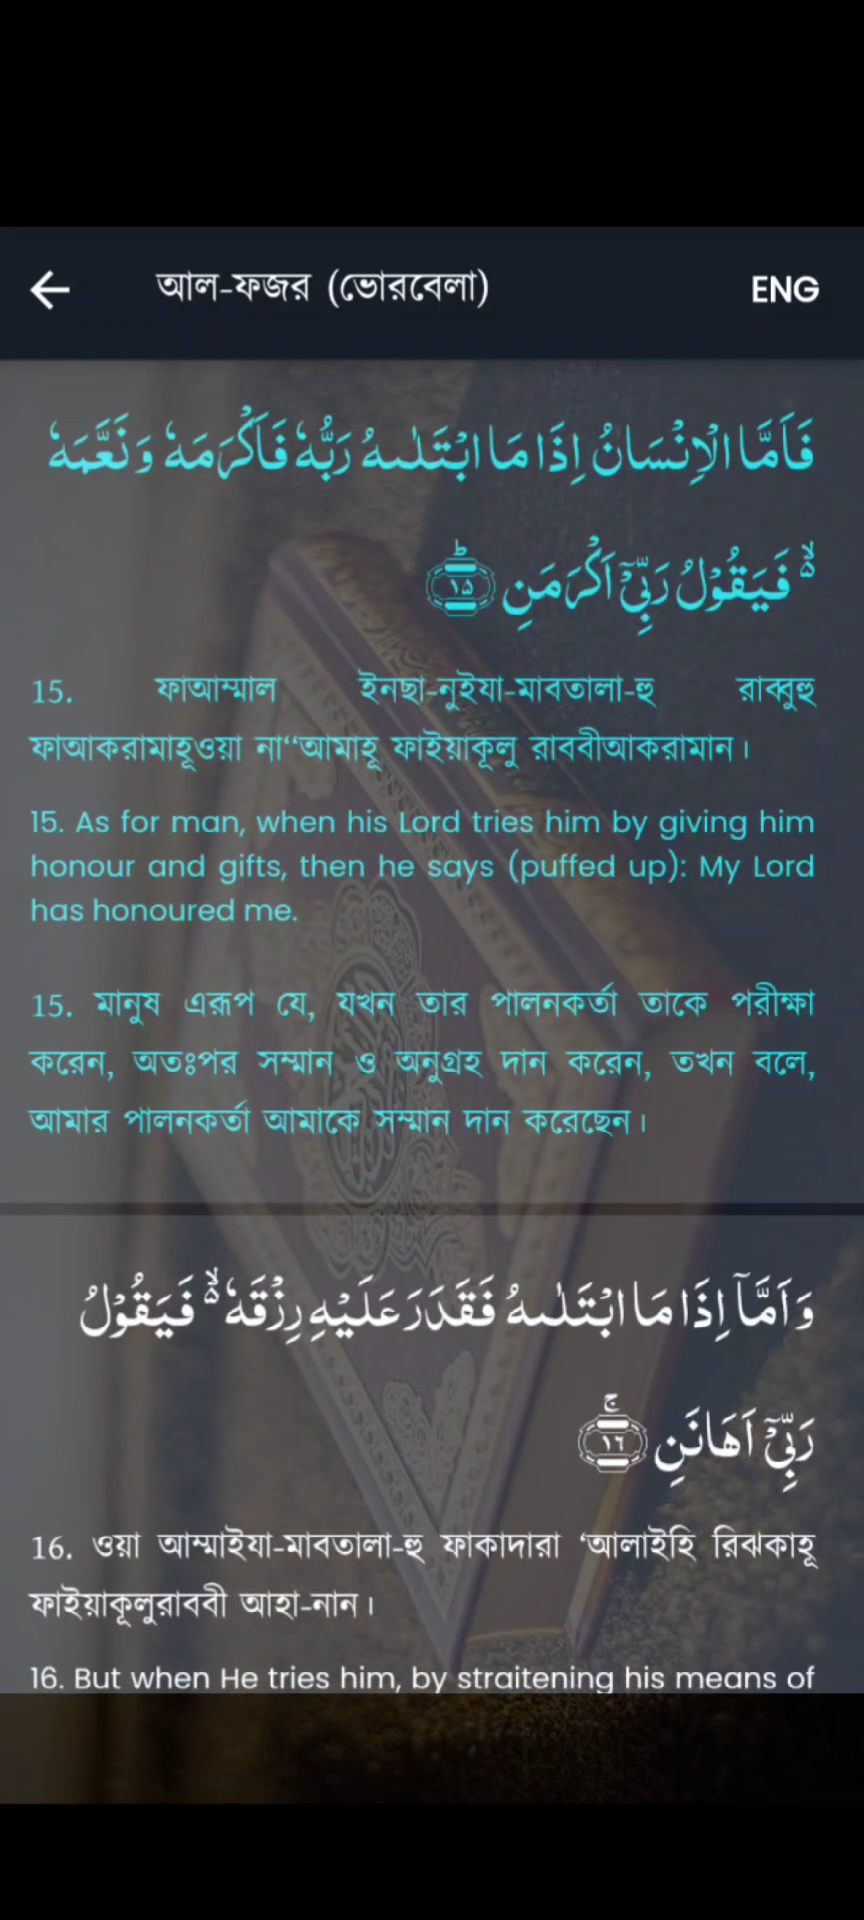 আল-ফজর (ভোরবেলা)
ENG
فَاَمَّا الْاِنْسَانُ اِذَا مَا ابْتَلٰىهُ رَبُّهٗ فَاَكْرَمَهٗ وَنَعَّمَهٗ
ۙ۬ فَيَقُوْلُ رَبِّيْٓ اَكْرَمَنِ ؕ ١٥
15. ফাআম্মাল ইনছা-নুইযা-মাবতালা-হু রাব্বুহু
ফাআকরামাহূওয়া না“আমাহূ ফাইয়াকূলু রাববীআকরামান।
15. As for man, when his Lord tries him by giving him
honour and gifts, then he says (puffed up): My Lord
has honoured me.
15. মানুষ এরূপ যে, যখন তার পালনকর্তা তাকে পরীক্ষা
করেন, অতঃপর সম্মান ও অনুগ্রহ দান করেন, তখন বলে,
আমার পালনকর্তা আমাকে সম্মান দান করেছেন।
وَاَمَّآ اِذَا مَا ابْتَلٰىهُ فَقَدَرَ عَلَيْهِ رِزْقَهٗ ۙ۬ فَيَقُوْلُ
رَبِّيْٓ اَهَانَنِ ۚ ١٦
16. ওয়া আম্মাইযা-মাবতালা-হু ফাকাদারা ‘আলাইহি রিঝকাহূ
ফাইয়াকূলুরাববী আহা-নান।
16. But when He tries him, by straitening his means of